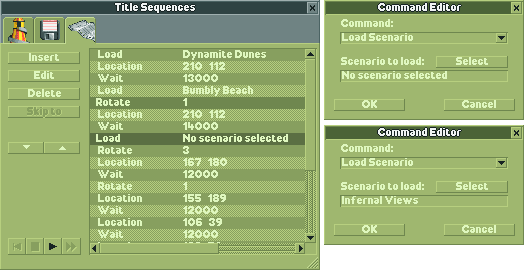 Title Sequences
Insert
Edit
Delete
Skip to
Load Dynamite Dunes
Location 210 112
Wait 13000
Load Bumbly Beach
Rotate 1
Location 210 112
Wait 14000
Load No scenario selected
Rotate 3
Location 167 180
Wait 12000
Rotate 1
Location 155 189
Wait 12000
Location 106 39
Wait 12000
Command Editor
Command:
Load Scenario
Scenario to load: Select
No scenario selected
OK Cancel
Command Editor
Command:
Load Scenario
Scenario to load: Select
Infernal Views
OK Cancel